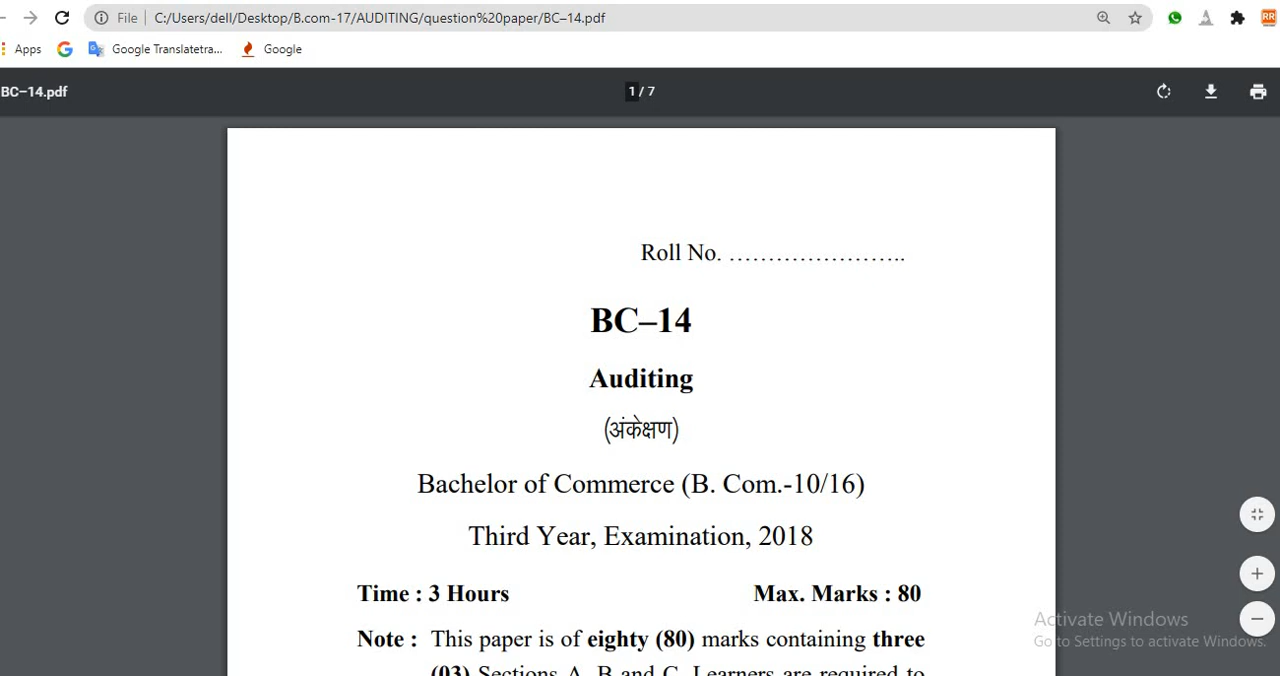 File C:/Users/dell/Desktop/B.com-17/AUDITING/question%20paper/BC-14.pdf
RR
Apps Google Translatetra... Google
BC-14.pdf 1 / 7
Roll No. ........................
BC–14
Auditing
(अंकेक्षण)
Bachelor of Commerce (B. Com.-10/16)
Third Year, Examination, 2018
Time : 3 Hours Max. Marks : 80
Note : This paper is of eighty (80) marks containing three
(03) Sections A, B and C. Learners are required to
Activate Windows
Go to Settings to activate Windows.